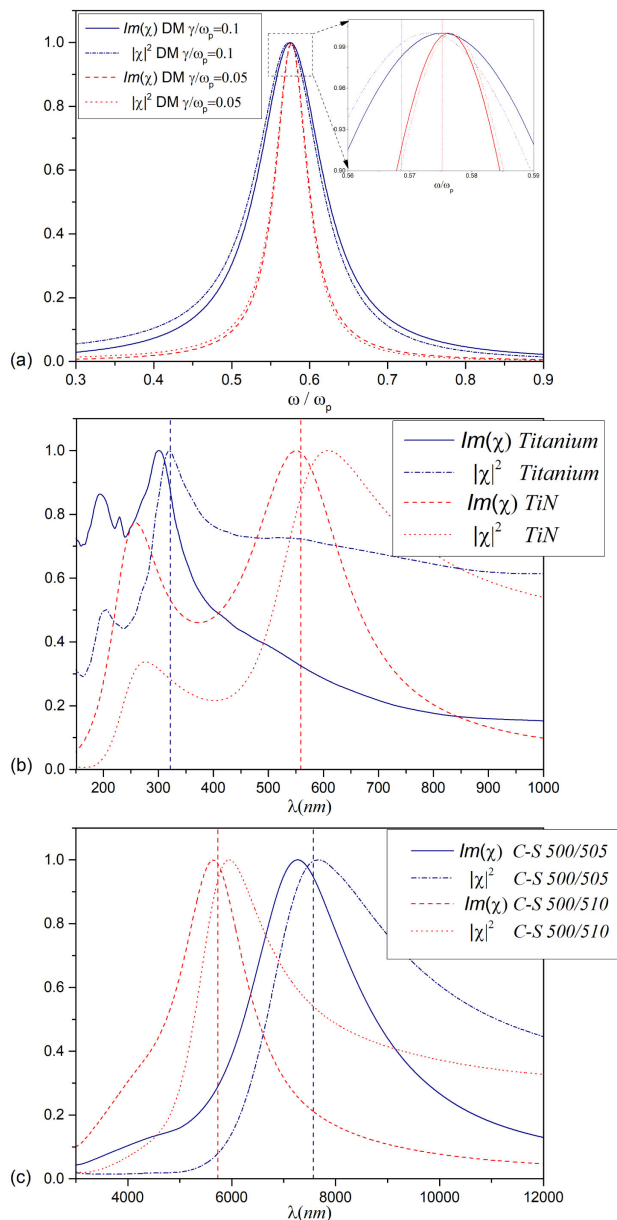 Im(χ) DM γ/ωp=0.1
|χ|² DM γ/ωp=0.1
Im(χ) DM γ/ωp=0.05
|χ|² DM γ/ωp=0.05
0.99
0.96
0.93
0.90
0.56 0.57 0.58 0.59
ω/ωp
1.0
0.8
0.6
0.4
0.2
0.0
0.3 0.4 0.5 0.6 0.7 0.8 0.9
(a)
ω / ωp
Im(χ) Titanium
|χ|² Titanium
Im(χ) TiN
|χ|² TiN
1.0
0.8
0.6
0.4
0.2
0.0
200 300 400 500 600 700 800 900 1000
(b)
λ(nm)
Im(χ) C-S 500/505
|χ|² C-S 500/505
Im(χ) C-S 500/510
|χ|² C-S 500/510
1.0
0.8
0.6
0.4
0.2
0.0
4000 6000 8000 10000 12000
(c)
λ(nm)